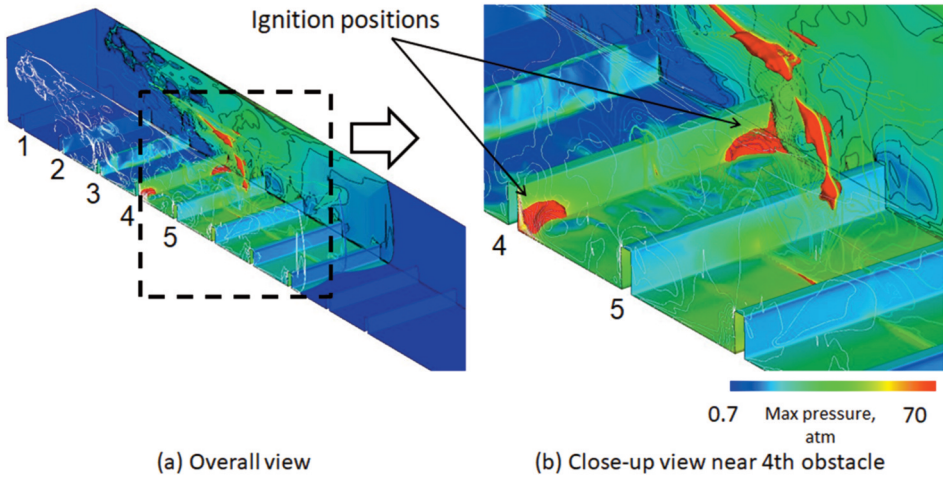 Ignition positions
1
2
3
4
5
4
5
0.7 Max pressure, 70
atm
(a) Overall view
(b) Close-up view near 4th obstacle